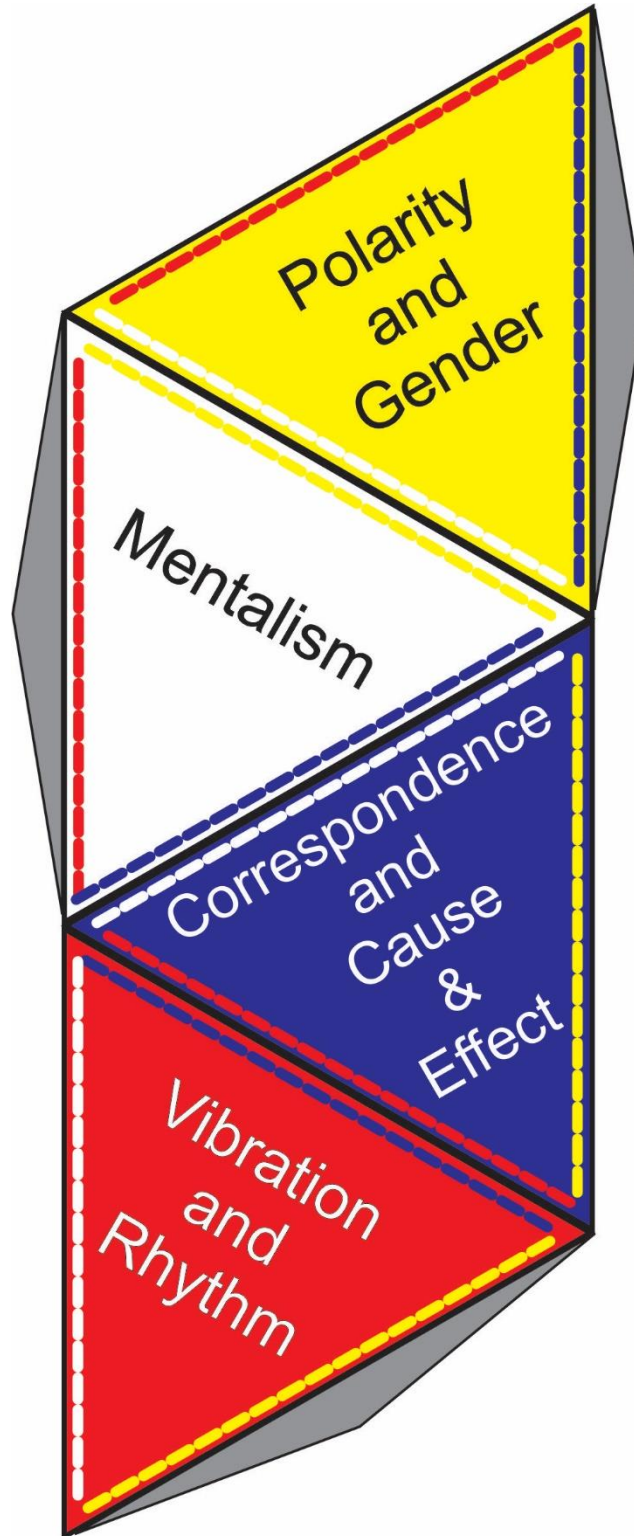 Polarity
and
Gender
Mentalism
Correspondence
and
Cause
&
Effect
Vibration
and
Rhythm